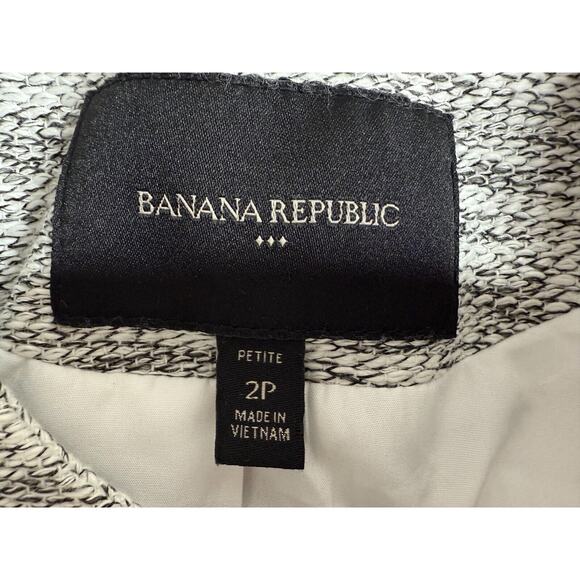 BANANA REPUBLIC
PETITE
2P
MADE IN
VIETNAM